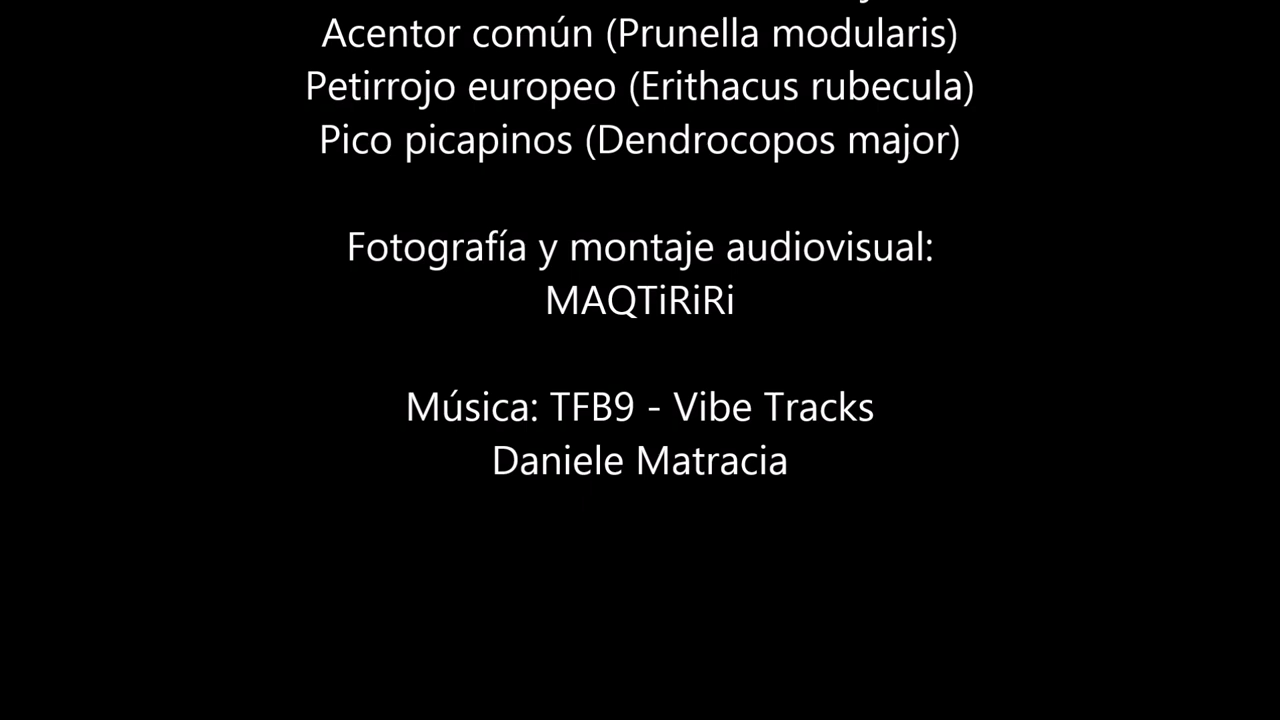 Acentor común (Prunella modularis)
Petirrojo europeo (Erithacus rubecula)
Pico picapinos (Dendrocopos major)
Fotografía y montaje audiovisual:
MAQTiRiRi
Música: TFB9 - Vibe Tracks
Daniele Matracia